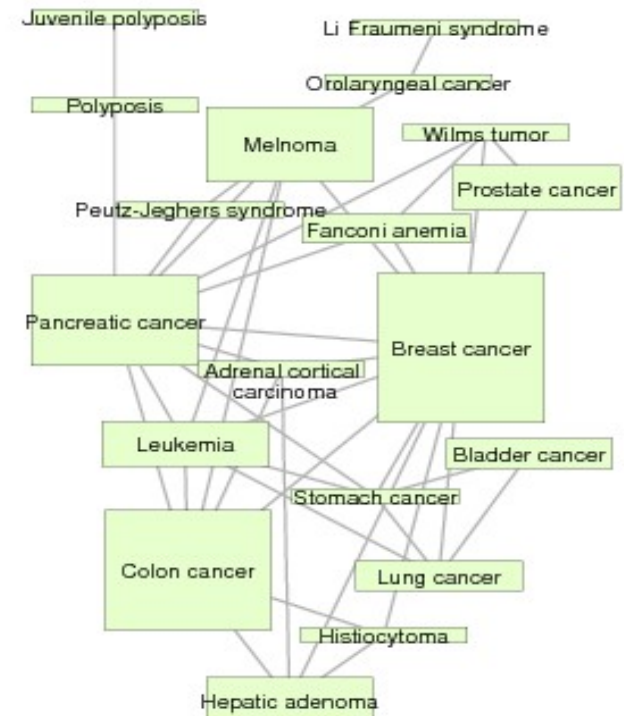 Juvenile polyposis
Li Fraumeni syndrome
Orolaryngeal cancer
Polyposis
Wilms tumor
Melnoma
Prostate cancer
Peutz-Jeghers syndrome
Fanconi anemia
Pancreatic cancer
Breast cancer
Adrenal cortical
carcinoma
Leukemia
Bladder cancer
Stomach cancer
Colon cancer
Lung cancer
Histiocytoma
Hepatic adenoma